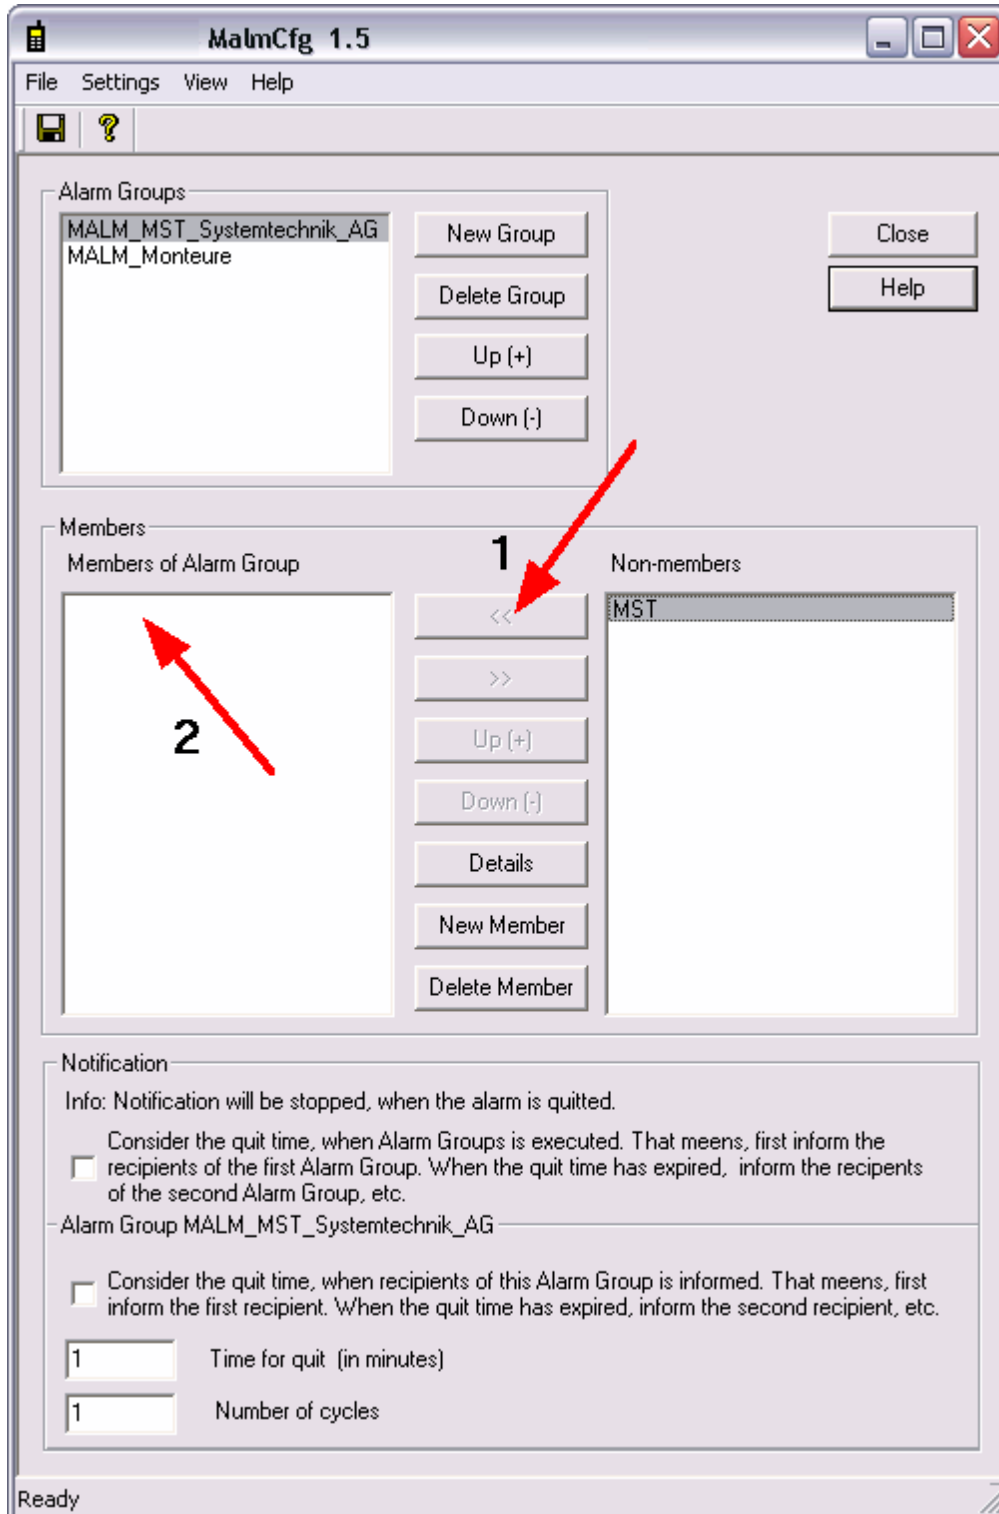 MalmCfg 1.5
File Settings View Help
Alarm Groups
MALM_MST_Systemtechnik_AG
MALM_Monteure
New Group
Delete Group
Up (+)
Down (-)
Close
Help
Members
Members of Alarm Group
1
Non-members
<<
MST
>>
2
Up (+)
Down (-)
Details
New Member
Delete Member
Notification
Info: Notification will be stopped, when the alarm is quitted.
Consider the quit time, when Alarm Groups is executed. That meens, first inform the
recipients of the first Alarm Group. When the quit time has expired, inform the recipents
of the second Alarm Group, etc.
Alarm Group MALM_MST_Systemtechnik_AG
Consider the quit time, when recipients of this Alarm Group is informed. That meens, first
inform the first recipient. When the quit time has expired, inform the second recipient, etc.
1 Time for quit (in minutes)
1 Number of cycles
Ready